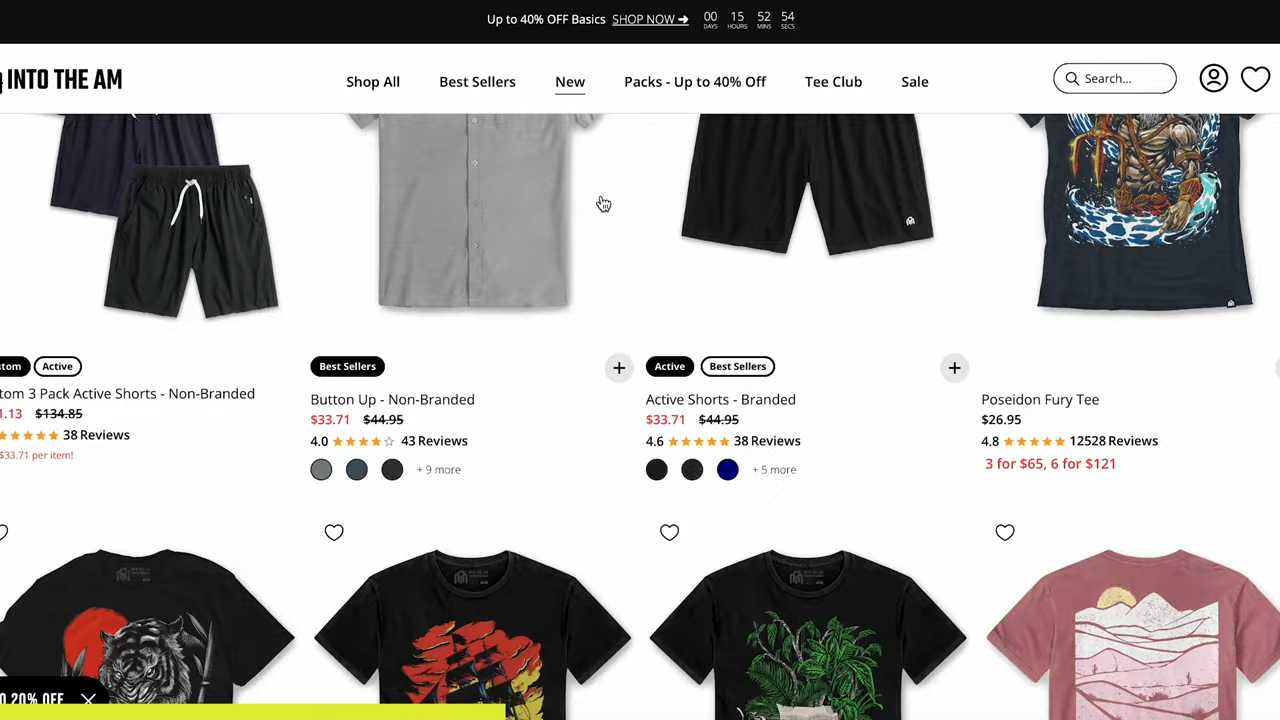 Up to 40% OFF Basics SHOP NOW ➜ 00 15 52 54
DAYS HOURS MINS SECS
INTO THE AM
Shop All Best Sellers New Packs - Up to 40% Off Tee Club Sale Search...
stom Active
tom 3 Pack Active Shorts - Non-Branded
1.13 $134.85
38 Reviews
$33.71 per item!
Best Sellers
Button Up - Non-Branded
$33.71 $44.95
4.0 43 Reviews
+ 9 more
Active Best Sellers
Active Shorts - Branded
$33.71 $44.95
4.6 38 Reviews
+ 5 more
Poseidon Fury Tee
$26.95
4.8 12528 Reviews
3 for $65, 6 for $121
O 20% OFF